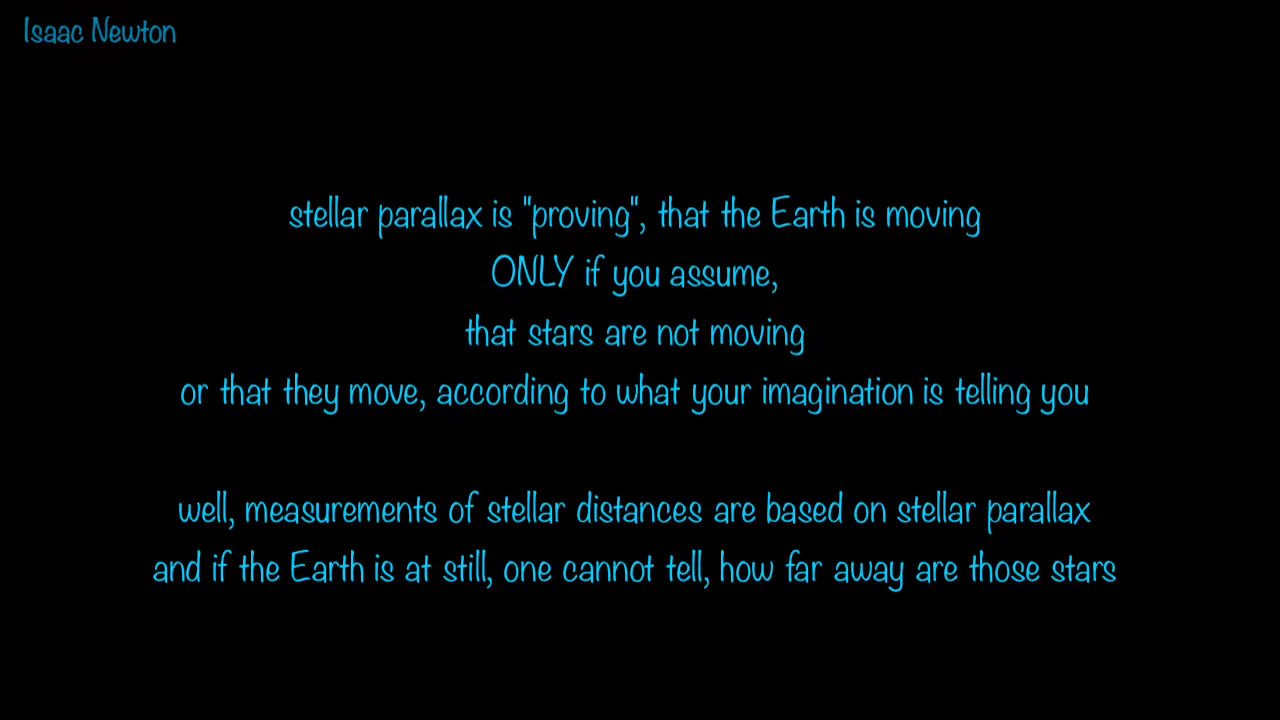 Isaac Newton
stellar parallax is "proving", that the Earth is moving
ONLY if you assume,
that stars are not moving
or that they move, according to what your imagination is telling you
well, measurements of stellar distances are based on stellar parallax
and if the Earth is at still, one cannot tell, how far away are those stars